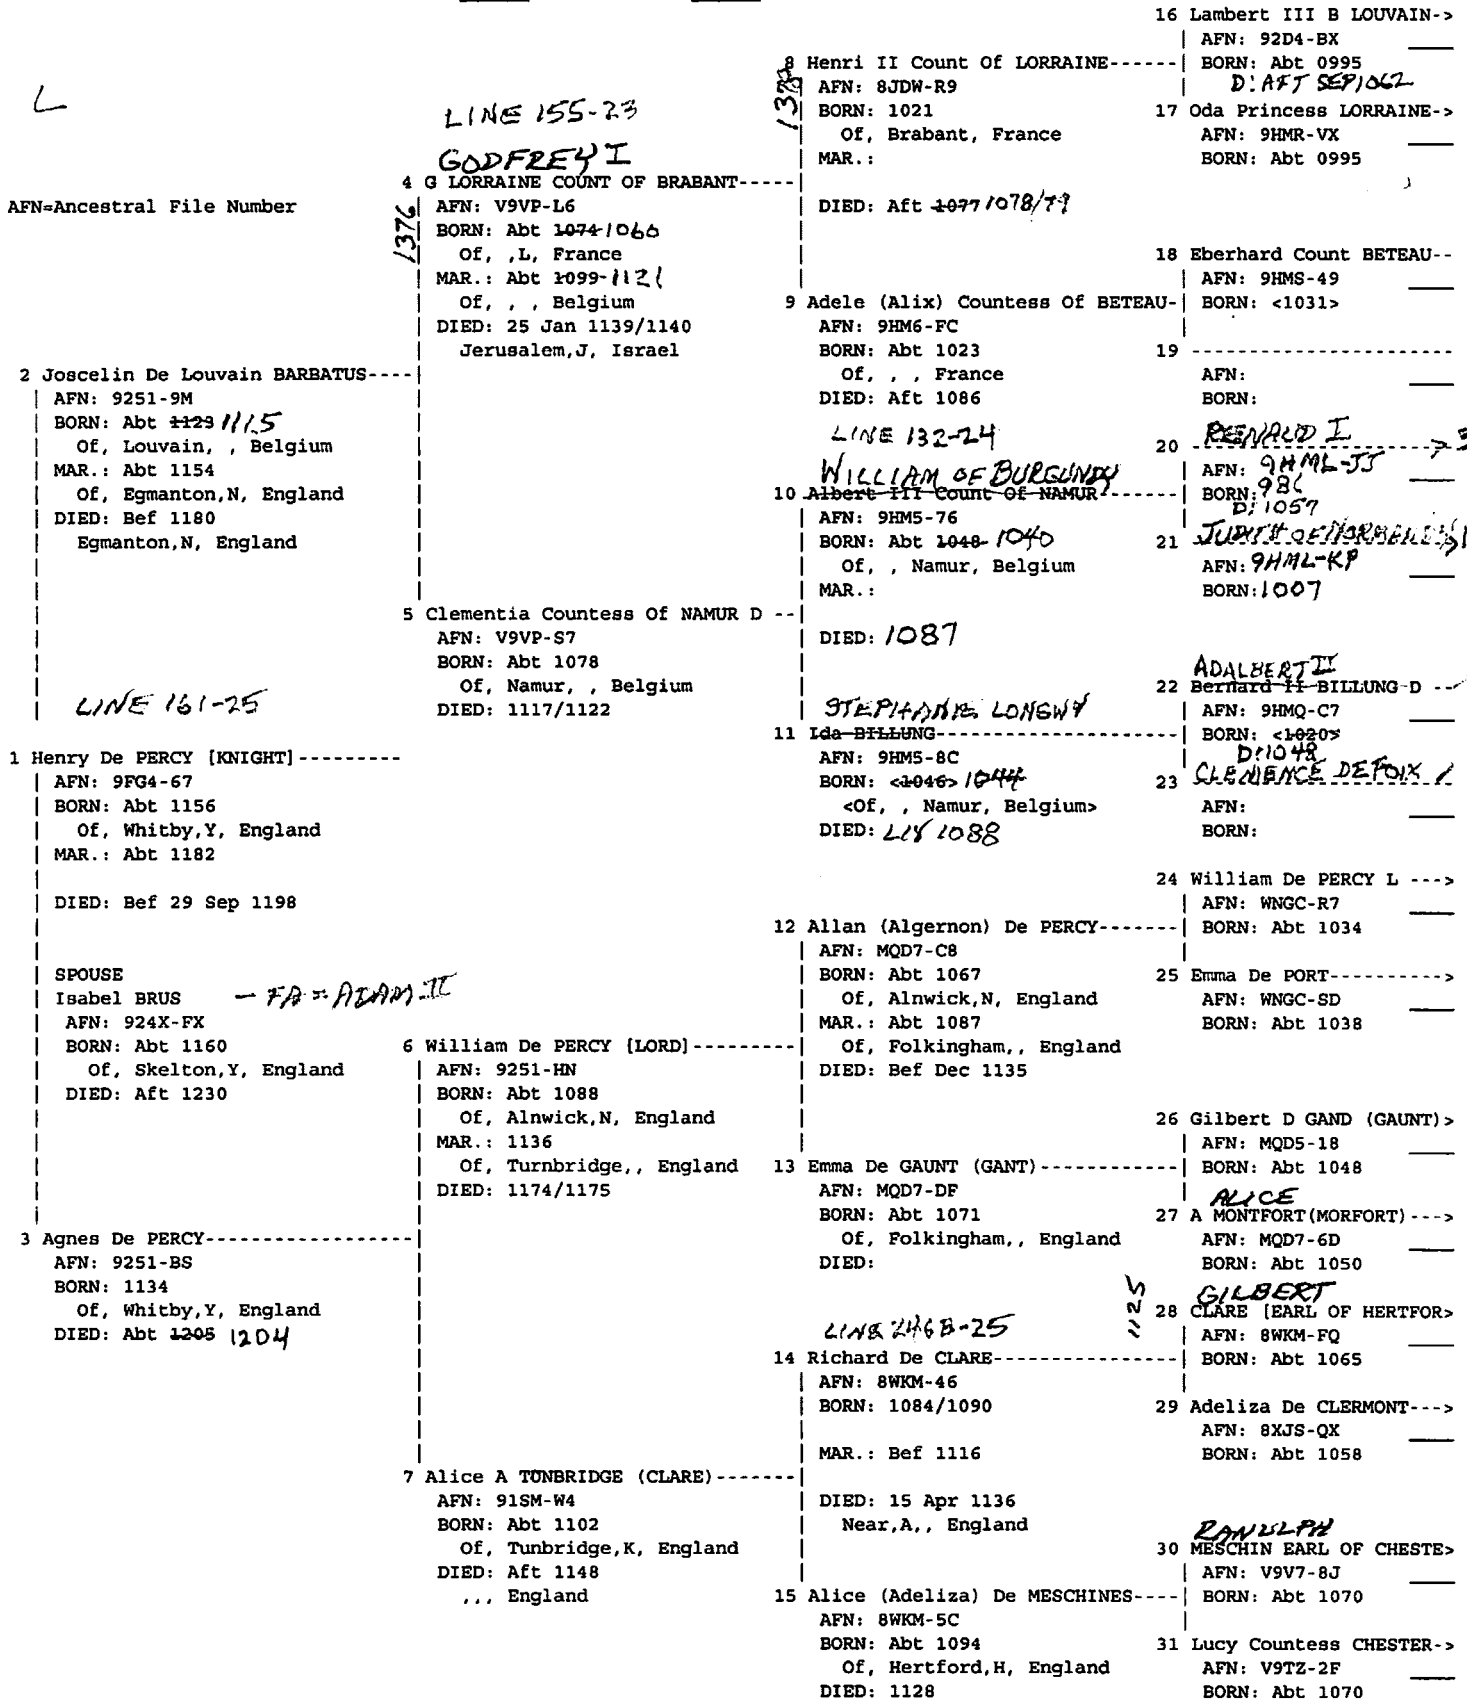 L
AFN=Ancestral File Number
2 Joscelin De Louvain BARBATUS----
AFN: 9251-9M
BORN: Abt 1123 1115
Of, Louvain, , Belgium
MAR.: Abt 1154
Of, Egmanton,N, England
DIED: Bef 1180
Egmanton,N, England
LINE 161-25
1 Henry De PERCY [KNIGHT]---------
AFN: 9FG4-67
BORN: Abt 1156
Of, Whitby,Y, England
MAR.: Abt 1182
DIED: Bef 29 Sep 1198
SPOUSE
Isabel BRUS - FA = ADAM II
AFN: 924X-FX
BORN: Abt 1160
Of, Skelton,Y, England
DIED: Aft 1230
3 Agnes De PERCY-----------------
AFN: 9251-BS
BORN: 1134
Of, Whitby,Y, England
DIED: Abt 1205 1204
LINE 155-23
GODFREY I
4 G LORRAINE COUNT OF BRABANT-----
1376
AFN: V9VP-L6
BORN: Abt 1074 1060
Of, ,L, France
MAR.: Abt 1099 1121
Of, , , Belgium
DIED: 25 Jan 1139/1140
Jerusalem,J, Israel
5 Clementia Countess Of NAMUR D --
AFN: V9VP-S7
BORN: Abt 1078
Of, Namur, , Belgium
DIED: 1117/1122
6 William De PERCY [LORD]---------
AFN: 9251-HN
BORN: Abt 1088
Of, Alnwick,N, England
MAR.: 1136
Of, Turnbridge,, England
DIED: 1174/1175
7 Alice A TUNBRIDGE (CLARE)-------
AFN: 91SM-W4
BORN: Abt 1102
Of, Tunbridge,K, England
DIED: Aft 1148
,,, England
8 Henri II Count Of LORRAINE------
AFN: 8JDW-R9
BORN: 1021
Of, Brabant, France
MAR.:
DIED: Aft 1077 1078/79
9 Adele (Alix) Countess Of BETEAU-
AFN: 9HM6-FC
BORN: Abt 1023
Of, , , France
DIED: Aft 1086
LINE 132-24
WILLIAM OF BURGUNDY
10 Albert III Count Of NAMUR------
AFN: 9HM5-76
BORN: Abt 1048 1040
Of, , Namur, Belgium
MAR.:
DIED: 1087
STEPHANIE LONGWY
11 Ida BILLUNG--------------------
AFN: 9HM5-8C
BORN: <1046> 1044
<Of, , Namur, Belgium>
DIED: LIV 1088
12 Allan (Algernon) De PERCY-------
AFN: MQD7-C8
BORN: Abt 1067
Of, Alnwick,N, England
MAR.: Abt 1087
Of, Folkingham,, England
DIED: Bef Dec 1135
13 Emma De GAUNT (GANT)------------
AFN: MQD7-DF
BORN: Abt 1071
Of, Folkingham,, England
DIED:
LINE 246B-25
14 Richard De CLARE----------------
AFN: 8WKM-46
BORN: 1084/1090
MAR.: Bef 1116
DIED: 15 Apr 1136
Near,A,, England
15 Alice (Adeliza) De MESCHINES----
AFN: 8WKM-5C
BORN: Abt 1094
Of, Hertford,H, England
DIED: 1128
16 Lambert III B LOUVAIN->
AFN: 92D4-BX
BORN: Abt 0995
D: AFT SEP 1062
17 Oda Princess LORRAINE->
AFN: 9HMR-VX
BORN: Abt 0995
18 Eberhard Count BETEAU--
AFN: 9HMS-49
BORN: <1031>
19 ----------------------
AFN:
BORN:
20 RENAUD I
AFN: 9HML-JJ
BORN: 986
D: 1057
21 JUDITH OF NORMANDY
AFN: 9HML-KP
BORN: 1007
ADALBERT II
22 Bernard II BILLUNG D --
AFN: 9HMQ-C7
BORN: <1020>
D: 1048
23 CLEMENCE DE FOIX
AFN:
BORN:
24 William De PERCY L --->
AFN: WNGC-R7
BORN: Abt 1034
25 Emma De PORT---------->
AFN: WNGC-SD
BORN: Abt 1038
26 Gilbert D GAND (GAUNT)>
AFN: MQD5-18
BORN: Abt 1048
ALICE
27 A MONTFORT(MORFORT)--->
AFN: MQD7-6D
BORN: Abt 1050
1125
GILBERT
28 CLARE [EARL OF HERTFOR>
AFN: 8WKM-FQ
BORN: Abt 1065
29 Adeliza De CLERMONT--->
AFN: 8XJS-QX
BORN: Abt 1058
RANULPH
30 MESCHIN EARL OF CHESTE>
AFN: V9V7-8J
BORN: Abt 1070
31 Lucy Countess CHESTER->
AFN: V9TZ-2F
BORN: Abt 1070